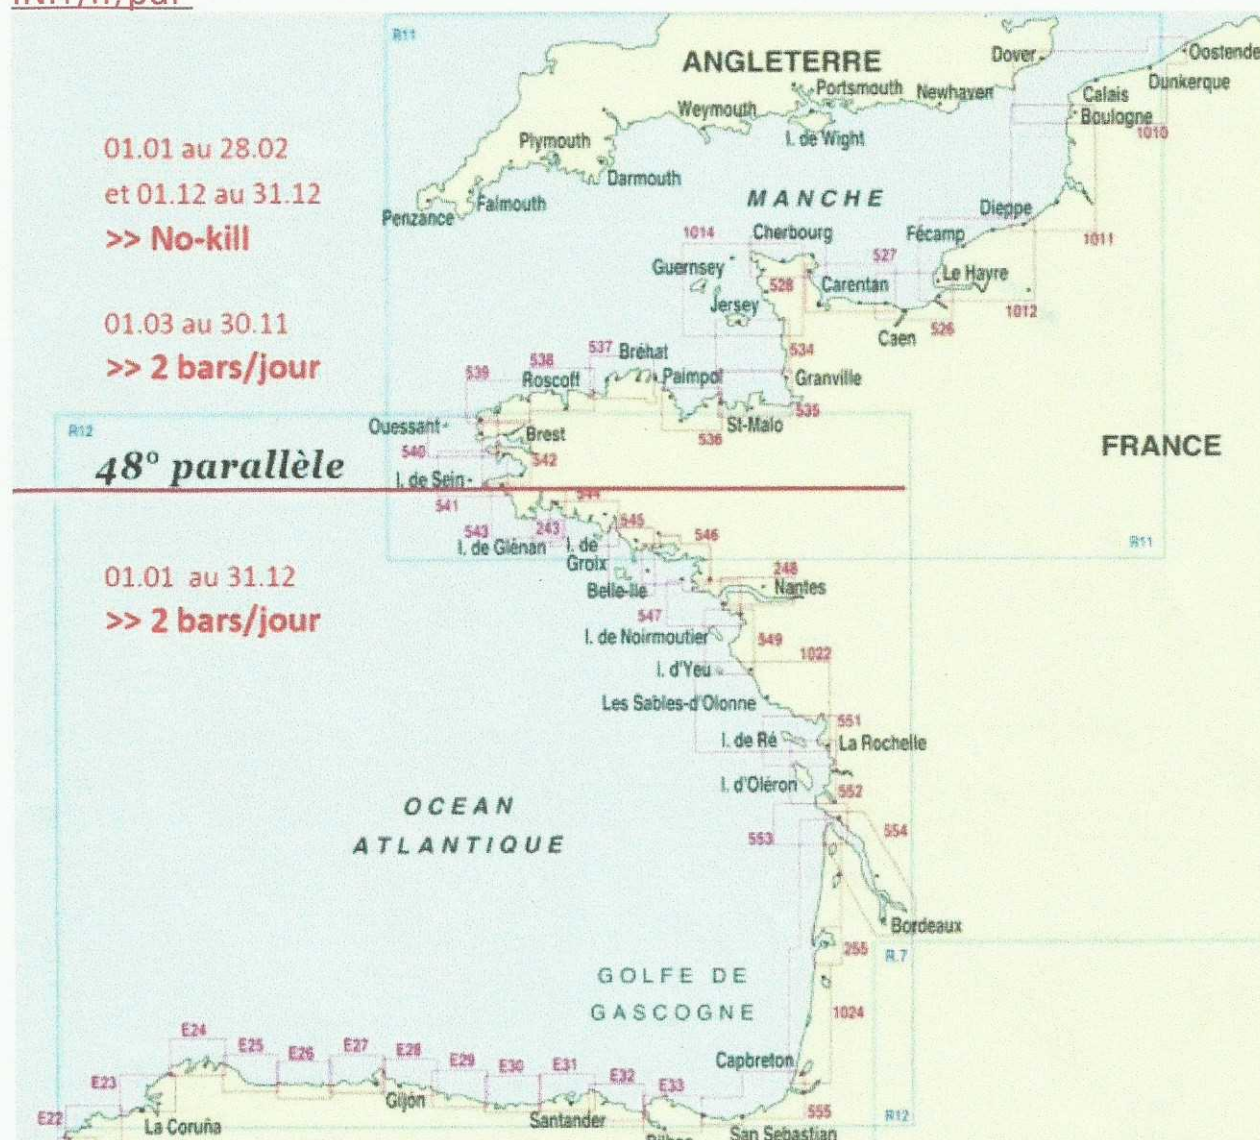 R11
ANGLETERRE
Dover
Oostende
Dunkerque
Calais
Boulogne
1010
Portsmouth
Newhaven
Weymouth
I. de Wight
Plymouth
Darmouth
Falmouth
Penzance
01.01 au 28.02
et 01.12 au 31.12
>> No-kill
MANCHE
Dieppe
Fécamp
1011
1014
Cherbourg
527
Guernsey
528
Carentan
Le Havre
Jersey
1012
526
Caen
01.03 au 30.11
>> 2 bars/jour
534
537
Bréhat
538
539
Roscoff
Paimpol
Granville
535
St-Malo
536
Ouessant
Brest
R12
540
542
48° parallèle
I. de Sein
FRANCE
541
544
543
243
545
546
I. de Glénan
I. de
Groix
R11
01.01 au 31.12
>> 2 bars/jour
Belle-Ile
248
Nantes
547
I. de Noirmoutier
549
1022
I. d'Yeu
Les Sables-d'Olonne
551
I. de Ré
La Rochelle
I. d'Oléron
552
OCEAN
ATLANTIQUE
553
554
Bordeaux
255
R.7
GOLFE DE
GASCOGNE
1024
Capbreton
E24
E25
E26
E27
E28
E29
E30
E31
E32
E33
E23
E22
La Coruña
Gijón
Santander
San Sebastian
555
R12